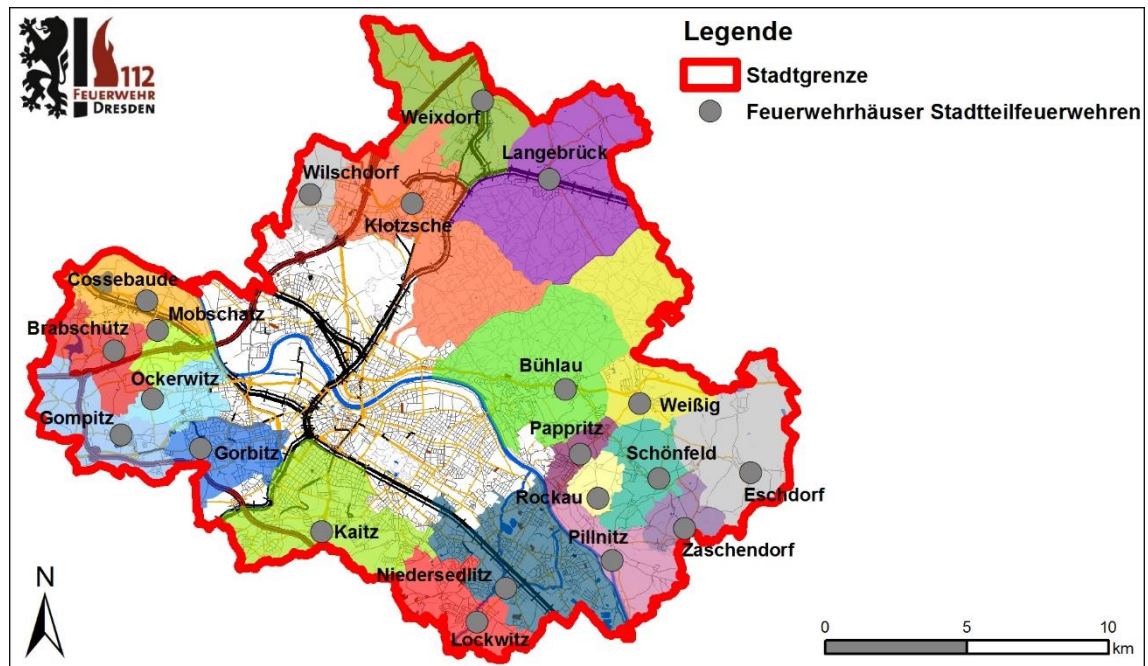 112
FEUERWEHR
DRESDEN
Legende
Stadtgrenze
Feuerwehrhäuser Stadtteilfeuerwehren
Weixdorf
Langebrück
Wilschdorf
Klotzsche
Cossebaude
Mobschatz
Brabschütz
Ockerwitz
Gompitz
Gorbitz
Bühlau
Weißig
Pappritz
Schönfeld
Rockau
Eschdorf
Kaitz
Pillnitz
Zaschendorf
Niedersedlitz
Lockwitz
N
0 5 10
km